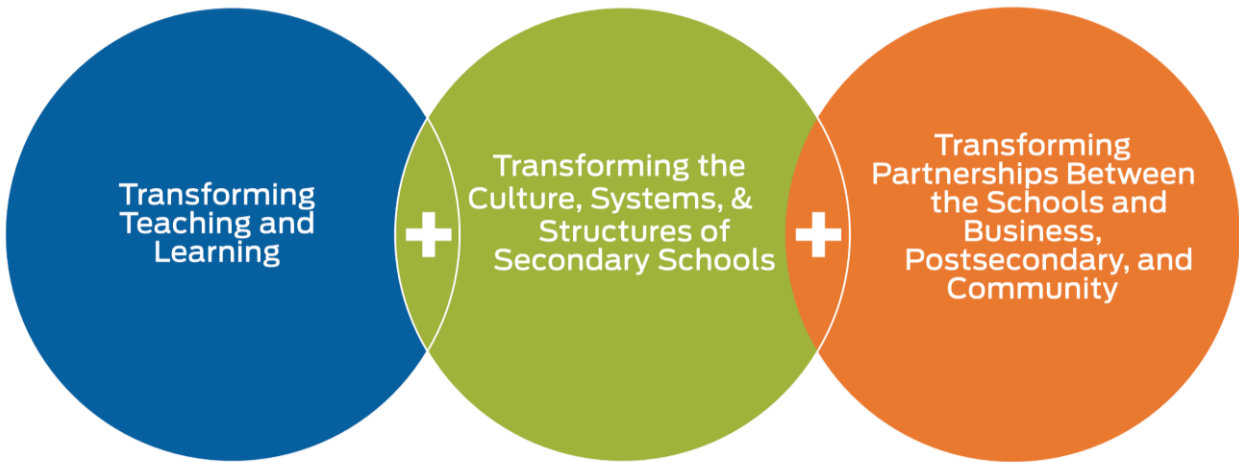 Transforming
Teaching and
Learning
+
Transforming the
Culture, Systems, &
Structures of
Secondary Schools
+
Transforming
Partnerships Between
the Schools and
Business,
Postsecondary, and
Community